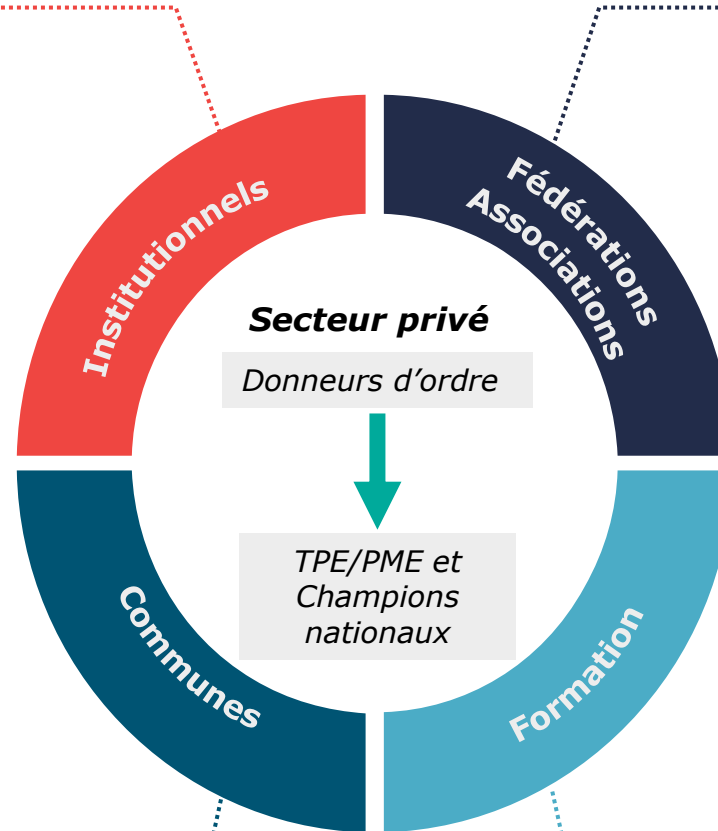 Institutionnels
Fédérations
Associations
Secteur privé
Donneurs d’ordre
TPE/PME et
Champions
nationaux
Communes
Formation